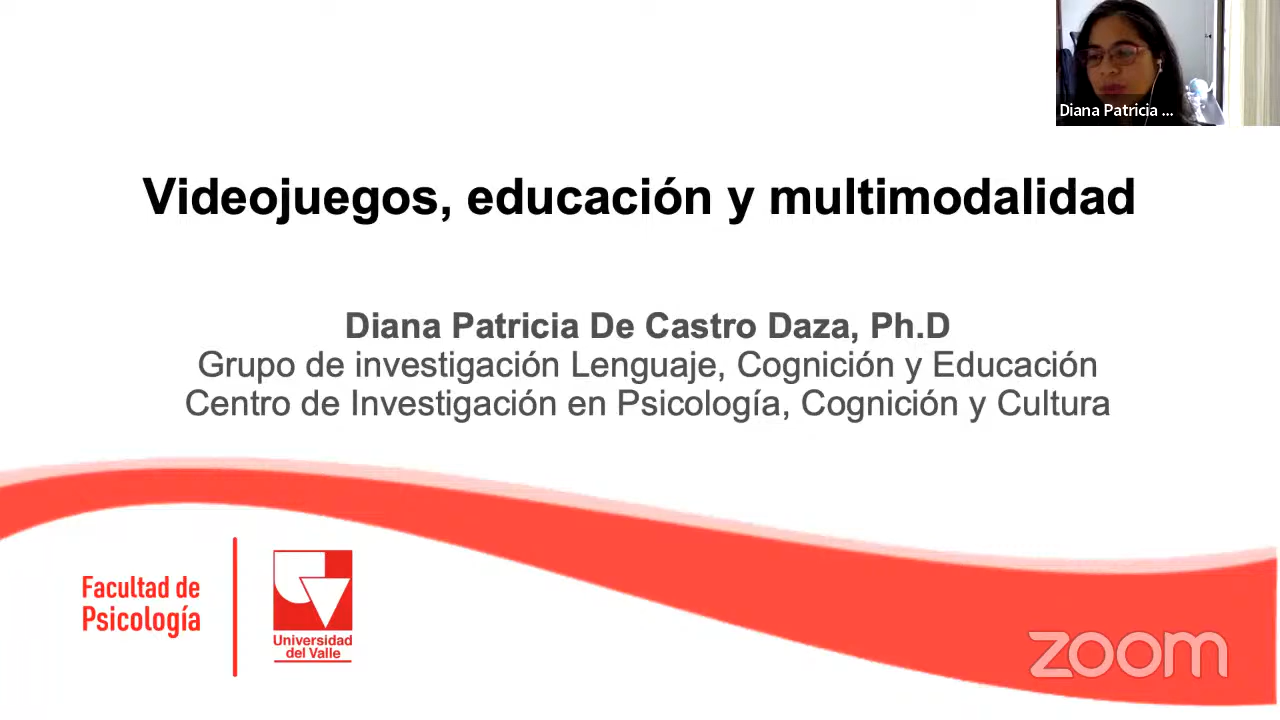 Diana Patricia ...
Videojuegos, educación y multimodalidad
Diana Patricia De Castro Daza, Ph.D
Grupo de investigación Lenguaje, Cognición y Educación
Centro de Investigación en Psicología, Cognición y Cultura
Facultad de
Psicología
Universidad
del Valle
zoom